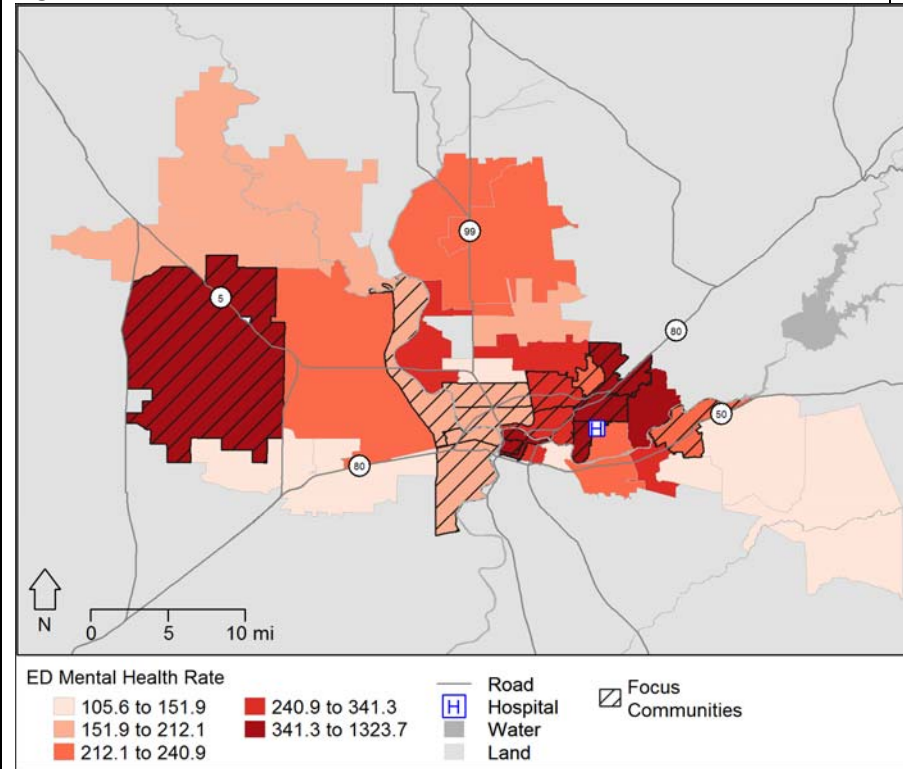 99
5
80
50
80
H
N
0 5 10 mi
ED Mental Health Rate
105.6 to 151.9
151.9 to 212.1
212.1 to 240.9
240.9 to 341.3
341.3 to 1323.7
Road
H Hospital
Water
Land
Focus
Communities